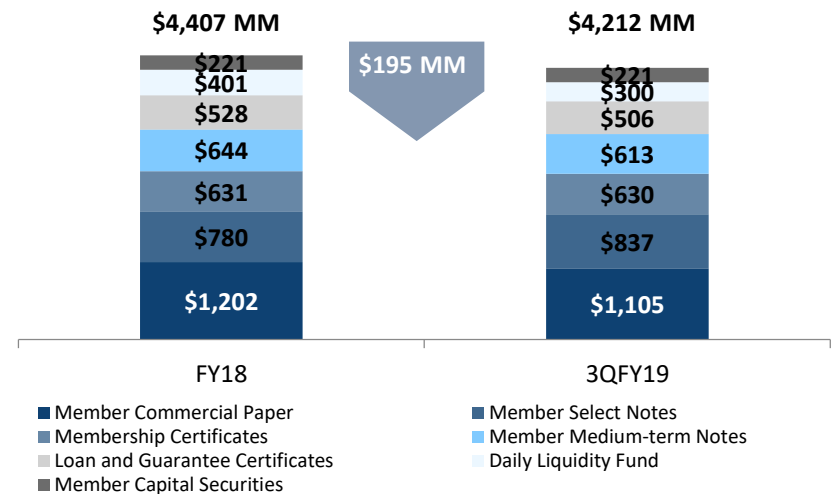 $4,407 MM
$4,212 MM
$195 MM
$221
$401
$528
$644
$631
$780
$1,202
$221
$300
$506
$613
$630
$837
$1,105
FY18
3QFY19
Member Commercial Paper
Member Select Notes
Membership Certificates
Member Medium-term Notes
Loan and Guarantee Certificates
Daily Liquidity Fund
Member Capital Securities